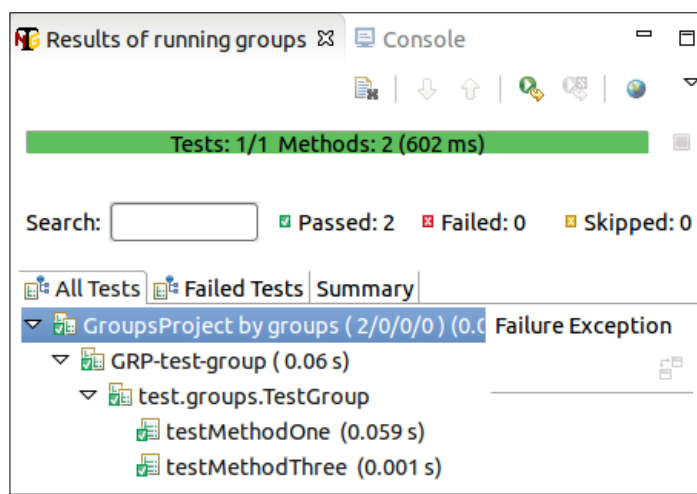 Results of running groups Console
Tests: 1/1 Methods: 2 (602 ms)
Search: Passed: 2 Failed: 0 Skipped: 0
All Tests Failed Tests Summary
GroupsProject by groups ( 2/0/0/0 ) (0.0 Failure Exception
GRP-test-group ( 0.06 s)
test.groups.TestGroup
testMethodOne (0.059 s)
testMethodThree (0.001 s)